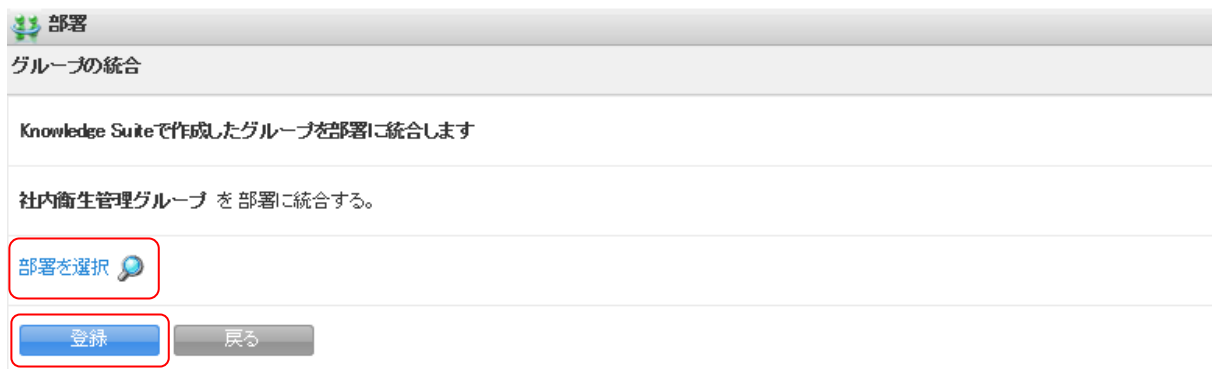 部署
グループの統合
Knowledge Suiteで作成したグループを部署に統合します
社内衛生管理グループ を 部署に統合する。
部署を選択
登録 戻る